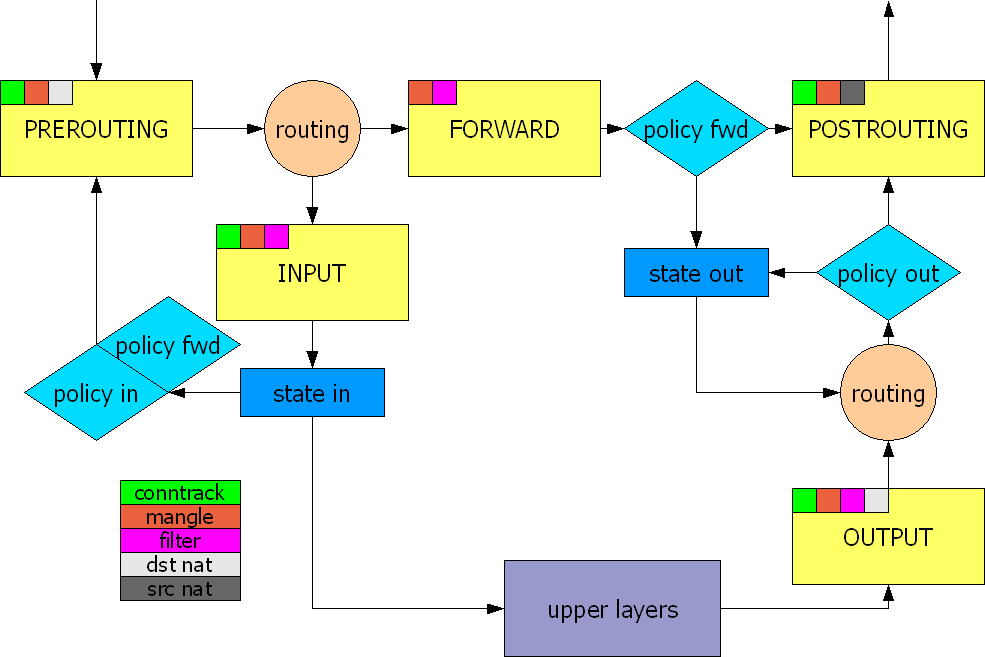 PREROUTING
routing
FORWARD
policy fwd
POSTROUTING
INPUT
state out
policy out
policy fwd
policy in
state in
routing
conntrack
mangle
filter
dst nat
src nat
OUTPUT
upper layers